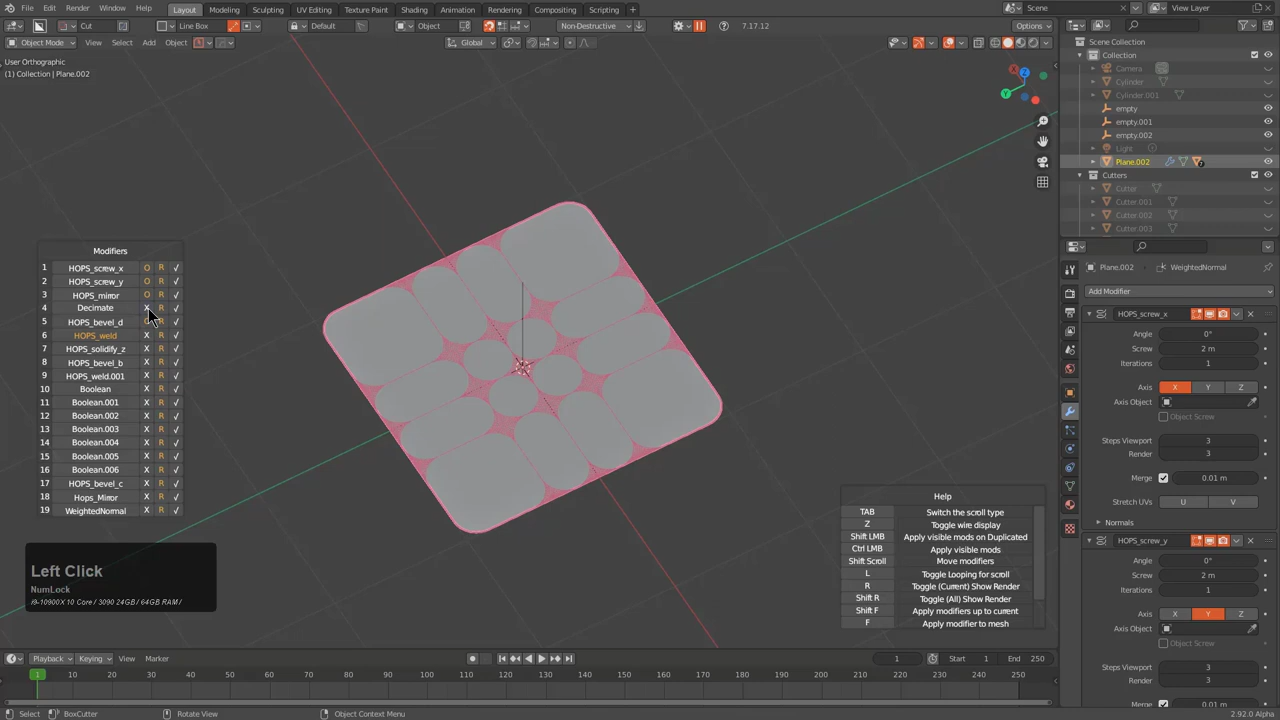 File Edit Render Window Help Layout Modeling Sculpting UV Editing Texture Paint Shading Animation Rendering Compositing Scripting + Scene View Layer
Cut Line Box Default Object Non-Destructive 7.17.12 Options
Object Mode View Select Add Object Global
User Orthographic
(1) Collection | Plane.002
Scene Collection
Collection
Camera
Cylinder
Cylinder.001
empty
empty.001
empty.002
Light
Plane.002
Cutters
Cutter
Cutter.001
Cutter.002
Cutter.003
X
Z
Y
Modifiers
1 HOPS_screw_x O R √
2 HOPS_screw_y O R √
3 HOPS_mirror O R √
4 Decimate X R √
5 HOPS_bevel_d R √
6 HOPS_weld X R √
7 HOPS_solidify_z X R √
8 HOPS_bevel_b X R √
9 HOPS_weld.001 X R √
10 Boolean X R √
11 Boolean.001 X R √
12 Boolean.002 X R √
13 Boolean.003 X R √
14 Boolean.004 X R √
15 Boolean.005 X R √
16 Boolean.006 X R √
17 HOPS_bevel_c X R √
18 Hops_Mirror X R √
19 WeightedNormal X R √
Left Click
NumLock
i9-10900X 10 Core / 3090 24GB / 64GB RAM /
Help
TAB Switch the scroll type
Z Toggle wire display
Shift LMB Apply visible mods on Duplicated
Ctrl LMB Apply visible mods
Shift Scroll Move modifiers
L Toggle Looping for scroll
R Toggle (Current) Show Render
Shift R Toggle (All) Show Render
Shift F Apply modifiers up to current
F Apply modifier to mesh
Plane.002 WeightedNormal
Add Modifier
HOPS_screw_x
Angle 0°
Screw 2 m
Iterations 1
Axis X Y Z
Axis Object
Object Screw
Steps Viewport 3
Render 3
Merge 0.01 m
Stretch UVs U V
Normals
HOPS_screw_y
Angle 0°
Screw 2 m
Iterations 1
Axis X Y Z
Axis Object
Object Screw
Steps Viewport 3
Render 3
Merge 0.01 m
Playback Keying View Marker 1 Start 1 End 250
1 10 20 30 40 50 60 70 80 90 100 110 120 130 140 150 160 170 180 190 200 210 220 230 240 250
Select BoxCutter Rotate View Object Context Menu 2.92.0 Alpha